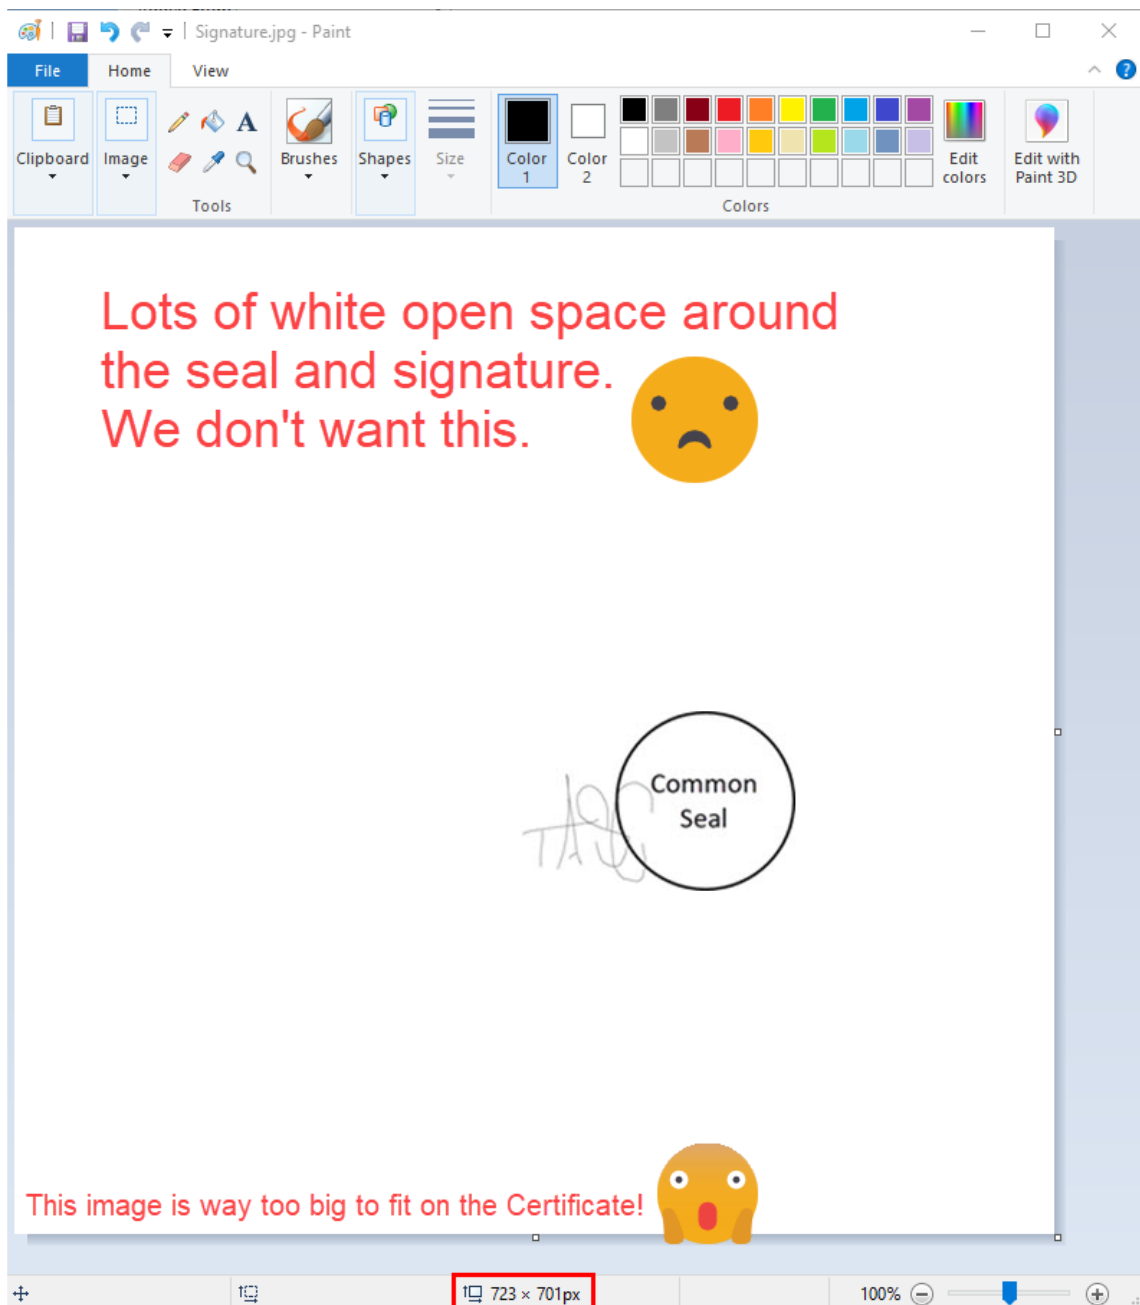 Signature.jpg - Paint
File Home View
Clipboard Image Tools Brushes Shapes Size Color 1 Color 2 Colors Edit colors Edit with Paint 3D
Lots of white open space around
the seal and signature.
We don't want this.
Common
Seal
This image is way too big to fit on the Certificate!
723 × 701px 100%